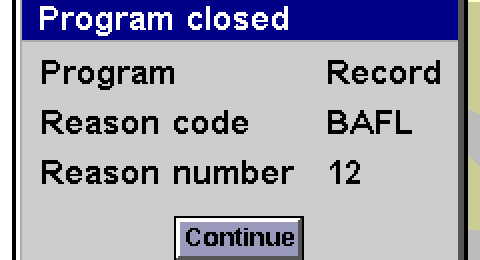 Program closed
Program Record
Reason code BAFL
Reason number 12
Continue